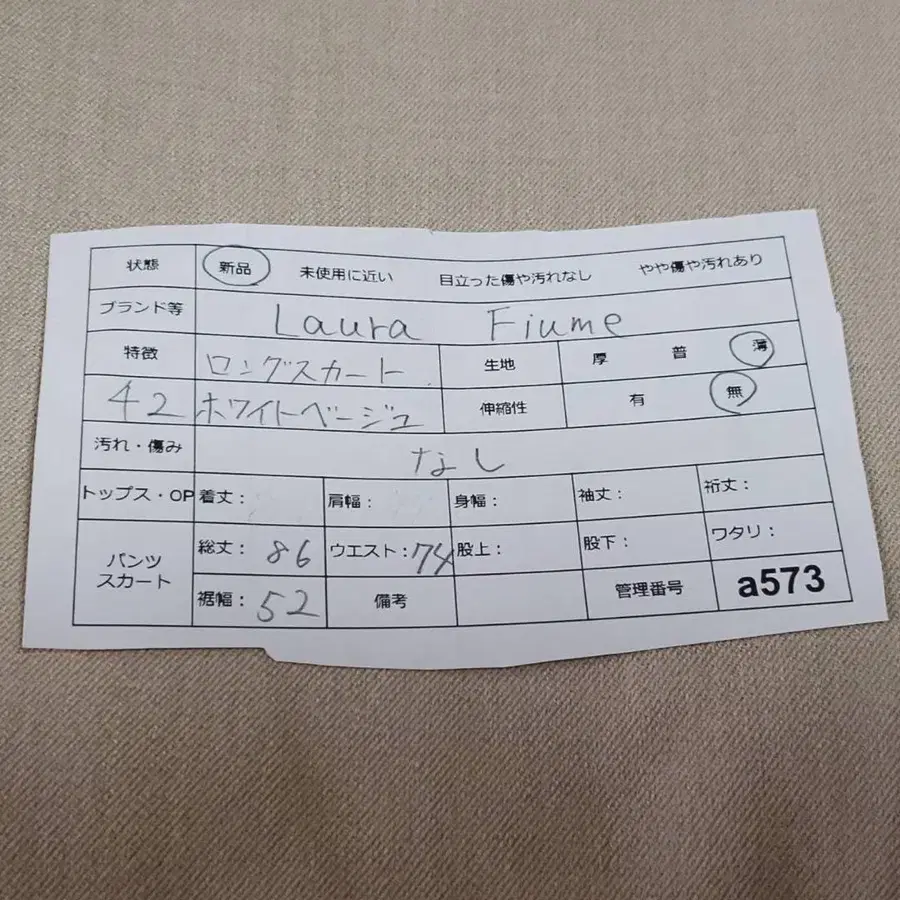 状態 新品 未使用に近い 目立った傷や汚れなし やや傷や汚れあり
ブランド等 Laura Fiume
特徴 ロングスカート 生地 厚 普 薄
42 ホワイトベージュ 伸縮性 有 無
汚れ・傷み なし
トップス・OP 着丈: 肩幅: 身幅: 袖丈: 裄丈:
パンツ
スカート
総丈: 86 ウエスト: 74 股上: 股下: ワタリ:
裾幅: 52 備考 管理番号 a573